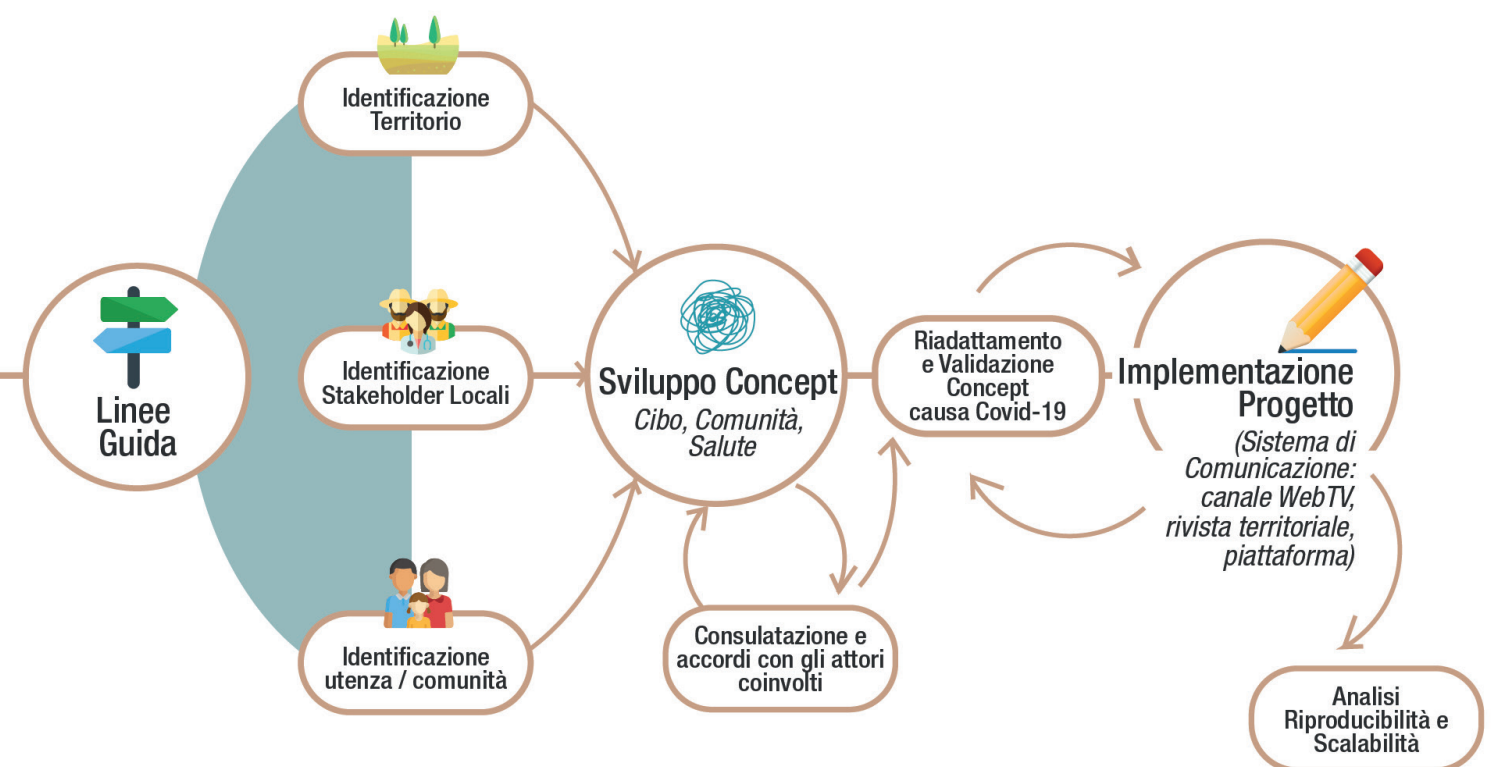 Linee
Guida
Identificazione
Territorio
Identificazione
Stakeholder Locali
Identificazione
utenza / comunità
Sviluppo Concept
Cibo, Comunità,
Salute
Consulatazione e
accordi con gli attori
coinvolti
Riadattamento
e Validazione
Concept
causa Covid-19
Implementazione
Progetto
(Sistema di
Comunicazione:
canale WebTV,
rivista territoriale,
piattaforma)
Analisi
Riproducibilità e
Scalabilità